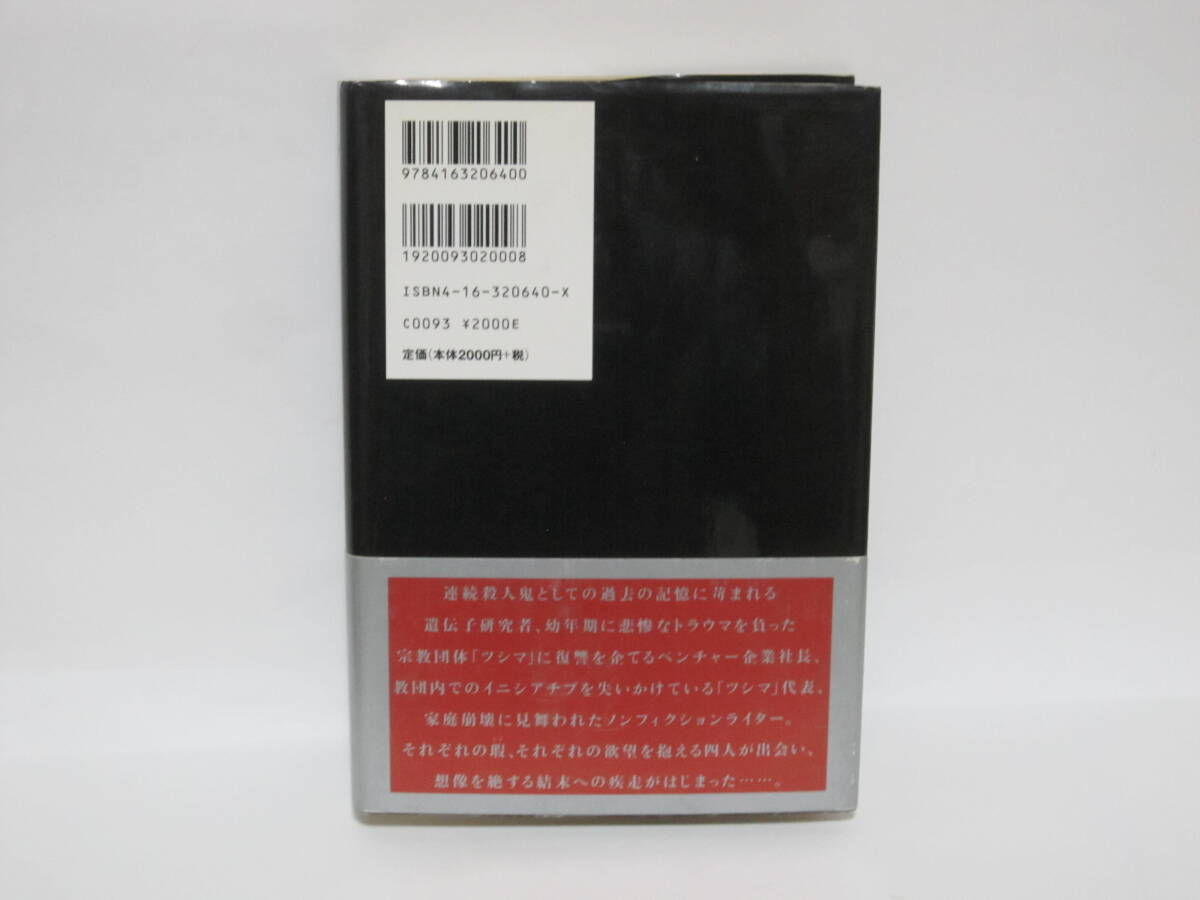 9784163206400
1920093020008
ISBN4-16-320640-X
C0093 ¥2000E
定価(本体2000円+税)
連続殺人鬼としての過去の記憶に苛まれる
遺伝子研究者、幼年期に悲惨なトラウマを負った
宗教団体「ツシマ」に復讐を企てるベンチャー企業社長、
教団内でのイニシアチブを失いかけている「ツシマ」代表、
家庭崩壊に見舞われたノンフィクションライター。
それぞれの瑕、それぞれの欲望を抱える四人が出会い、
想像を絶する結末への疾走がはじまった……。